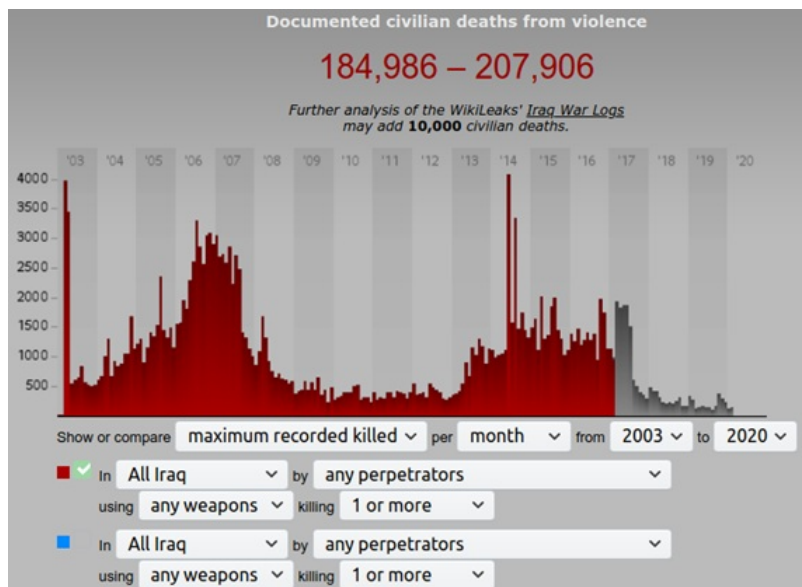 Documented civilian deaths from violence
184,986 – 207,906
Further analysis of the WikiLeaks' Iraq War Logs
may add 10,000 civilian deaths.
'03 '04 '05 '06 '07 '08 '09 '10 '11 '12 '13 '14 '15 '16 '17 '18 '19 '20
4000
3500
3000
2500
2000
1500
1000
500
Show or compare maximum recorded killed per month from 2003 to 2020
In All Iraq by any perpetrators
using any weapons killing 1 or more
In All Iraq by any perpetrators
using any weapons killing 1 or more